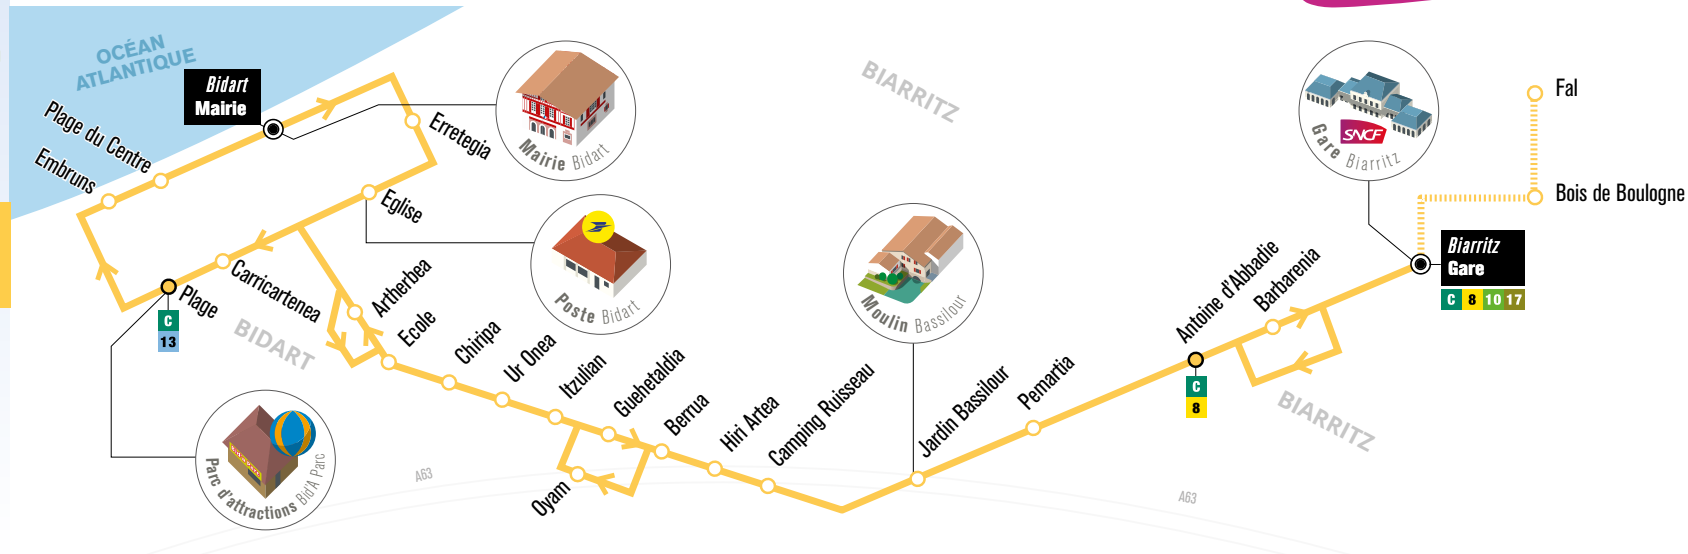 OCÉAN
ATLANTIQUE
Bidart
Mairie
Plage du Centre
Embruns
Erretegia
Eglise
Mairie Bidart
Poste Bidart
Carricartenea
Plage
C
13
BIDART
Parc d'attractions Bid'A Parc
Artherbea
Ecole
Chiripa
Ur Onea
Itzulian
Guehetaldia
Oyam
Berrua
Hiri Artea
Camping Ruisseau
A63
Moulin Bassilour
Jardin Bassilour
Pemartia
BIARRITZ
Antoine d'Abbadie
C
8
Barbarenia
BIARRITZ
A63
SNCF
Gare Biarritz
Biarritz
Gare
C 8 10 17
Bois de Boulogne
Fal